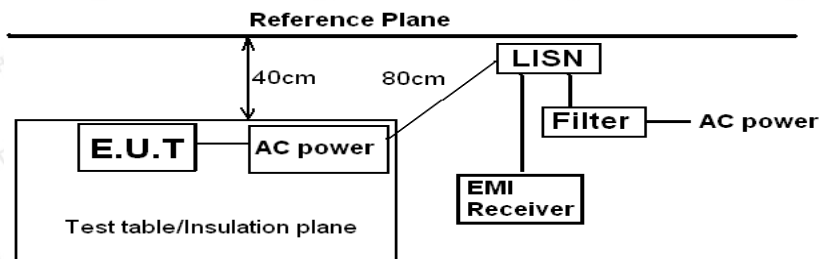 Reference Plane
LISN
40cm
80cm
Filter
AC power
E.U.T
AC power
EMI
Receiver
Test table/Insulation plane